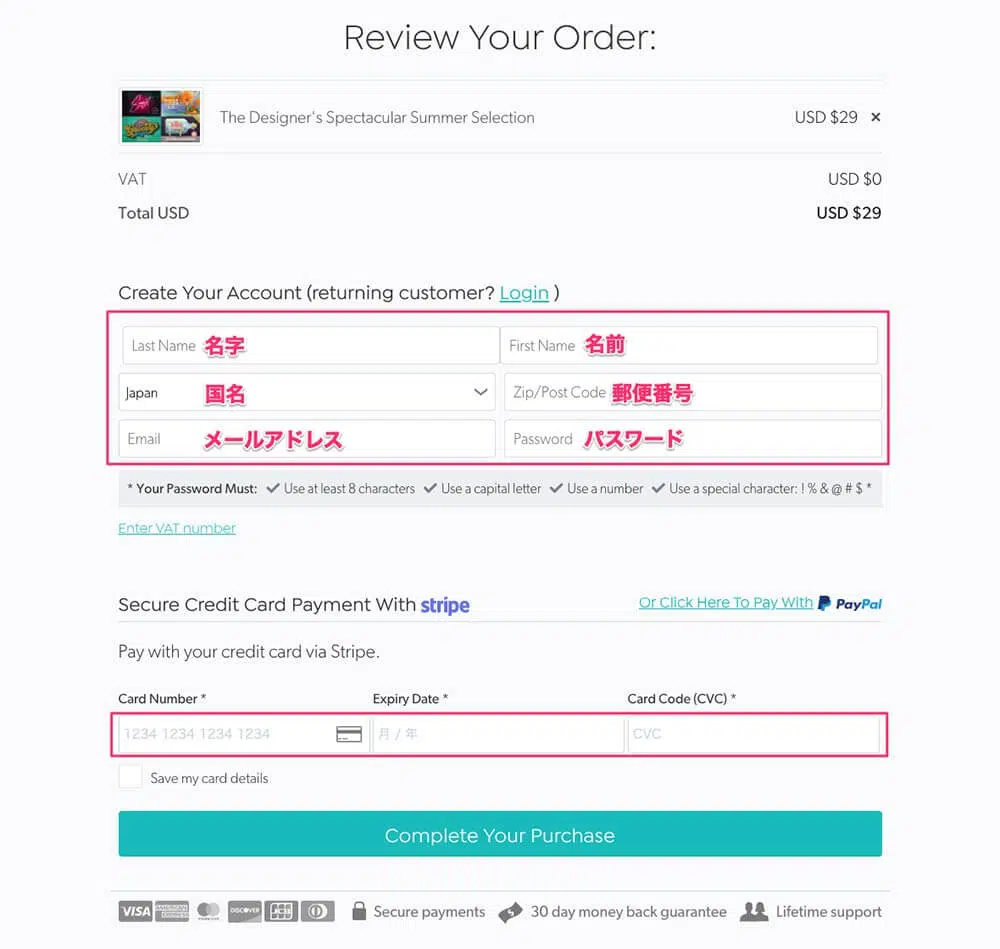 Review Your Order:
The Designer's Spectacular Summer Selection USD $29 ×
VAT USD $0
Total USD USD $29
Create Your Account (returning customer? Login )
Last Name 名字 First Name 名前
Japan 国名 Zip/Post Code 郵便番号
Email メールアドレス Password パスワード
* Your Password Must: ✓ Use at least 8 characters ✓ Use a capital letter ✓ Use a number ✓ Use a special character: ! % & @ # $ *
Enter VAT number
Secure Credit Card Payment With stripe Or Click Here To Pay With PayPal
Pay with your credit card via Stripe.
Card Number * Expiry Date * Card Code (CVC) *
1234 1234 1234 1234 月 / 年 CVC
Save my card details
Complete Your Purchase
VISA AMERICAN EXPRESS DISCOVER JCB Secure payments 30 day money back guarantee Lifetime support